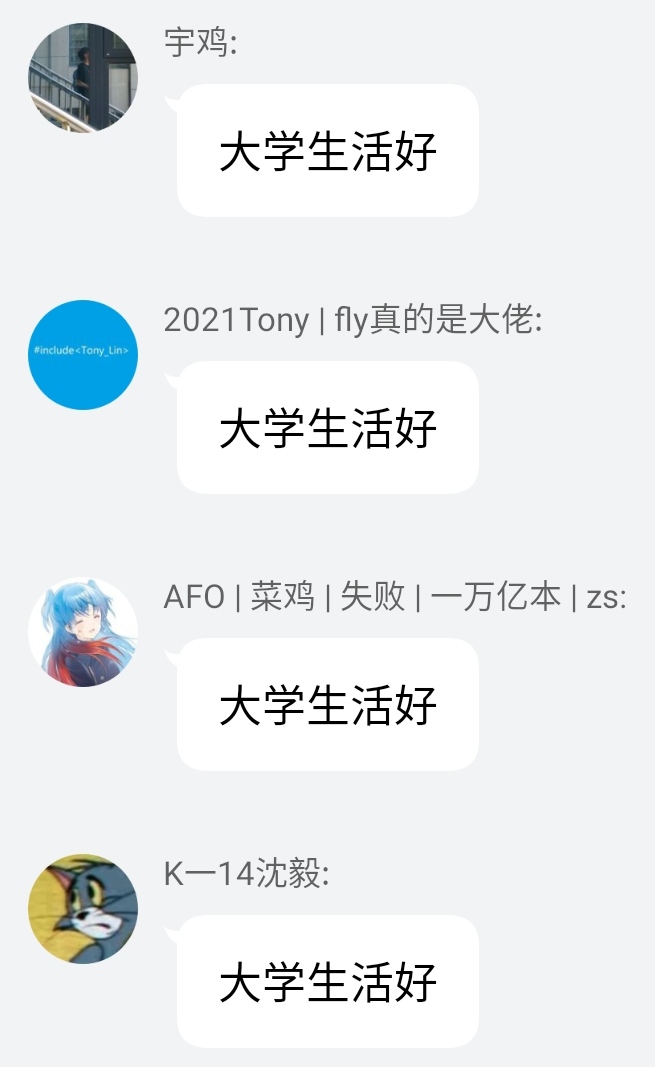 宇鸡:
大学生活好
2021Tony | fly真的是大佬:
#include<Tony_Lin>
大学生活好
AFO | 菜鸡 | 失败 | 一万亿本 | zs:
大学生活好
K一14沈毅:
大学生活好